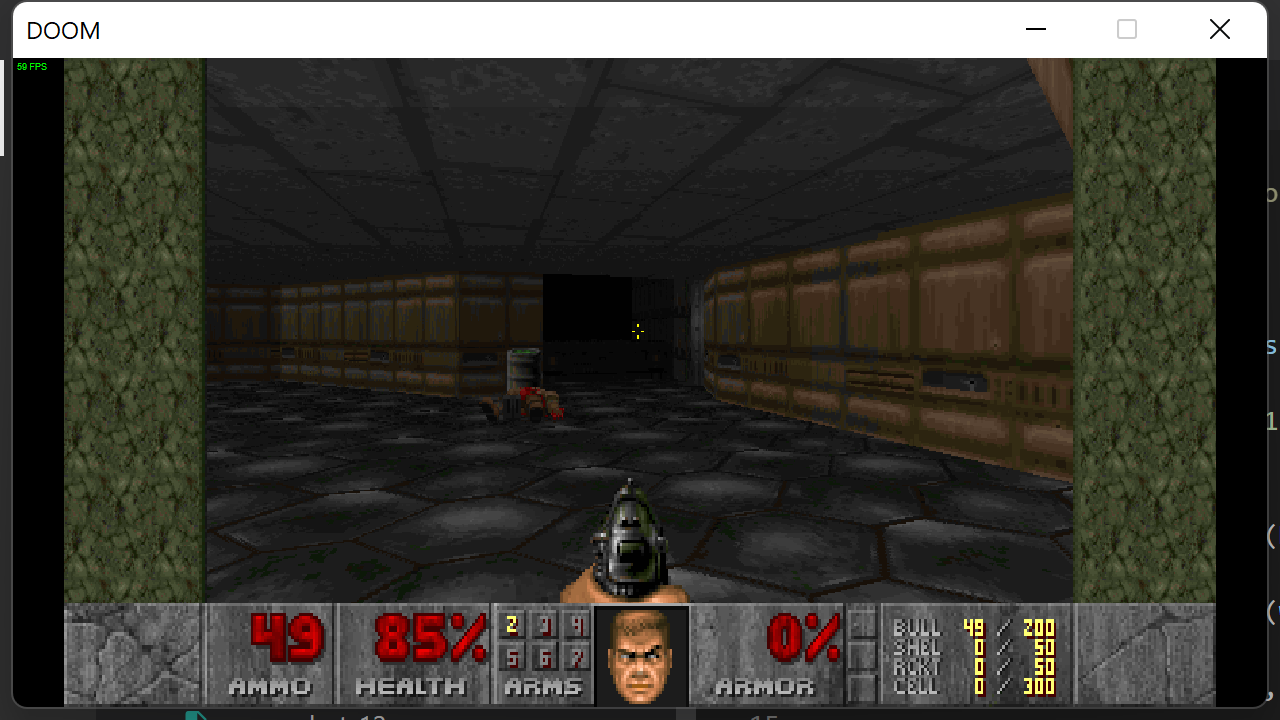 DOOM
59 FPS
49 85% 2 3 4 0% BULL 49 / 200
5 6 7 SHEL 0 / 50
RCKT 0 / 50
AMMO HEALTH ARMS ARMOR CELL 0 / 300